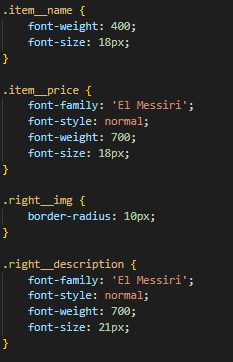 .item__name {
    font-weight: 400;
    font-size: 18px;
}

.item__price {
    font-family: 'El Messiri';
    font-style: normal;
    font-weight: 700;
    font-size: 18px;
}

.right__img {
    border-radius: 10px;
}

.right__description {
    font-family: 'El Messiri';
    font-style: normal;
    font-weight: 700;
    font-size: 21px;
}